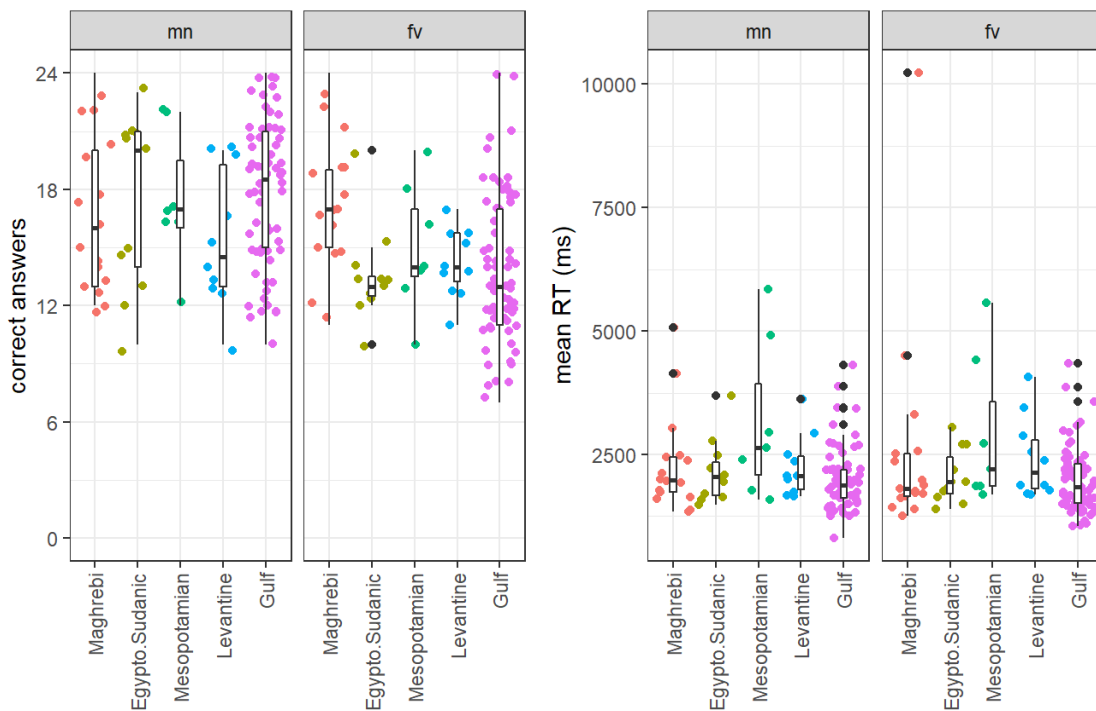 mn
fv
correct answers
24
18
12
6
0
Maghrebi
Egypto.Sudanic
Mesopotamian
Levantine
Gulf
Maghrebi
Egypto.Sudanic
Mesopotamian
Levantine
Gulf
mn
fv
mean RT (ms)
10000
7500
5000
2500
Maghrebi
Egypto.Sudanic
Mesopotamian
Levantine
Gulf
Maghrebi
Egypto.Sudanic
Mesopotamian
Levantine
Gulf